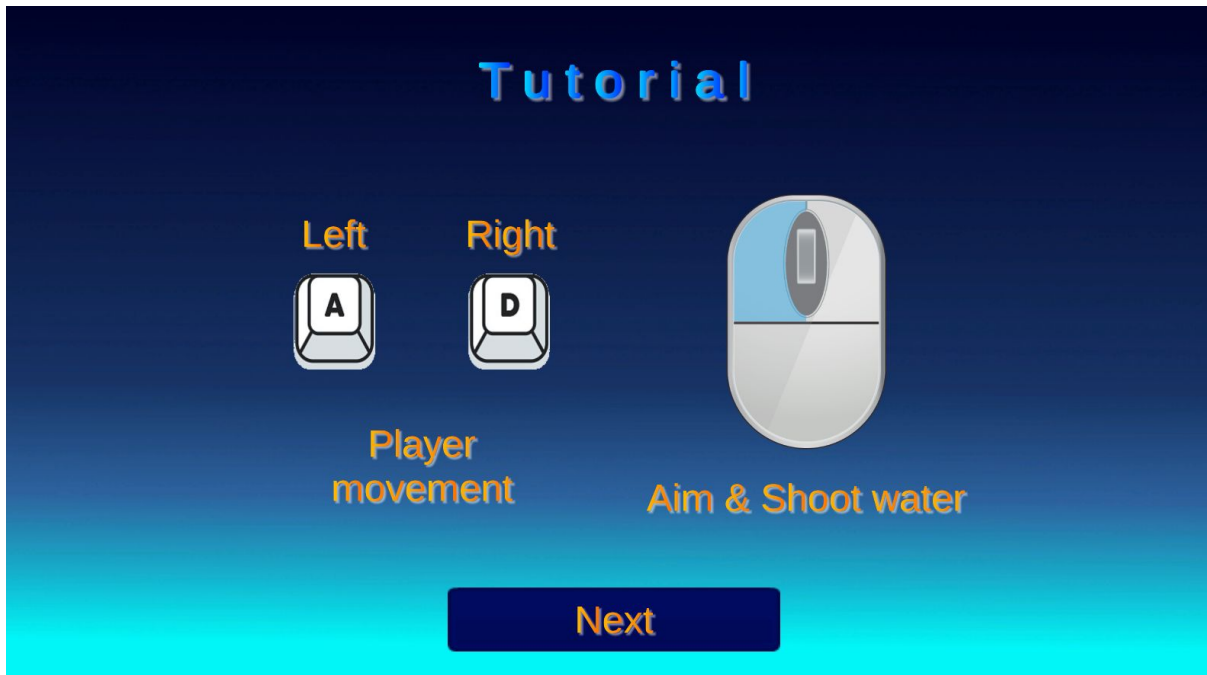 Tutorial
Left
Right
A
D
Player
movement
Aim & Shoot water
Next